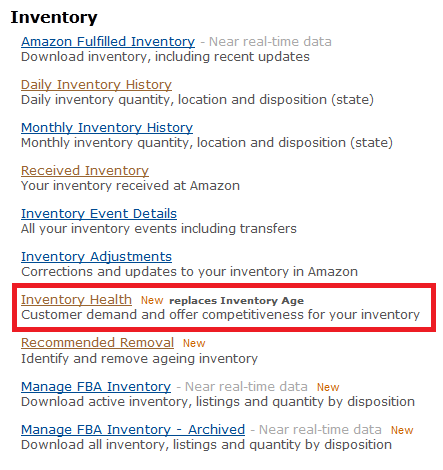 Inventory
Amazon Fulfilled Inventory - Near real-time data
Download inventory, including recent updates
Daily Inventory History
Daily inventory quantity, location and disposition (state)
Monthly Inventory History
Monthly inventory quantity, location and disposition (state)
Received Inventory
Your inventory received at Amazon
Inventory Event Details
All your inventory events including transfers
Inventory Adjustments
Corrections and updates to your inventory in Amazon
Inventory Health New replaces Inventory Age
Customer demand and offer competitiveness for your inventory
Recommended Removal New
Identify and remove ageing inventory
Manage FBA Inventory - Near real-time data New
Download active inventory, listings and quantity by disposition
Manage FBA Inventory - Archived - Near real-time data New
Download all inventory, listings and quantity by disposition